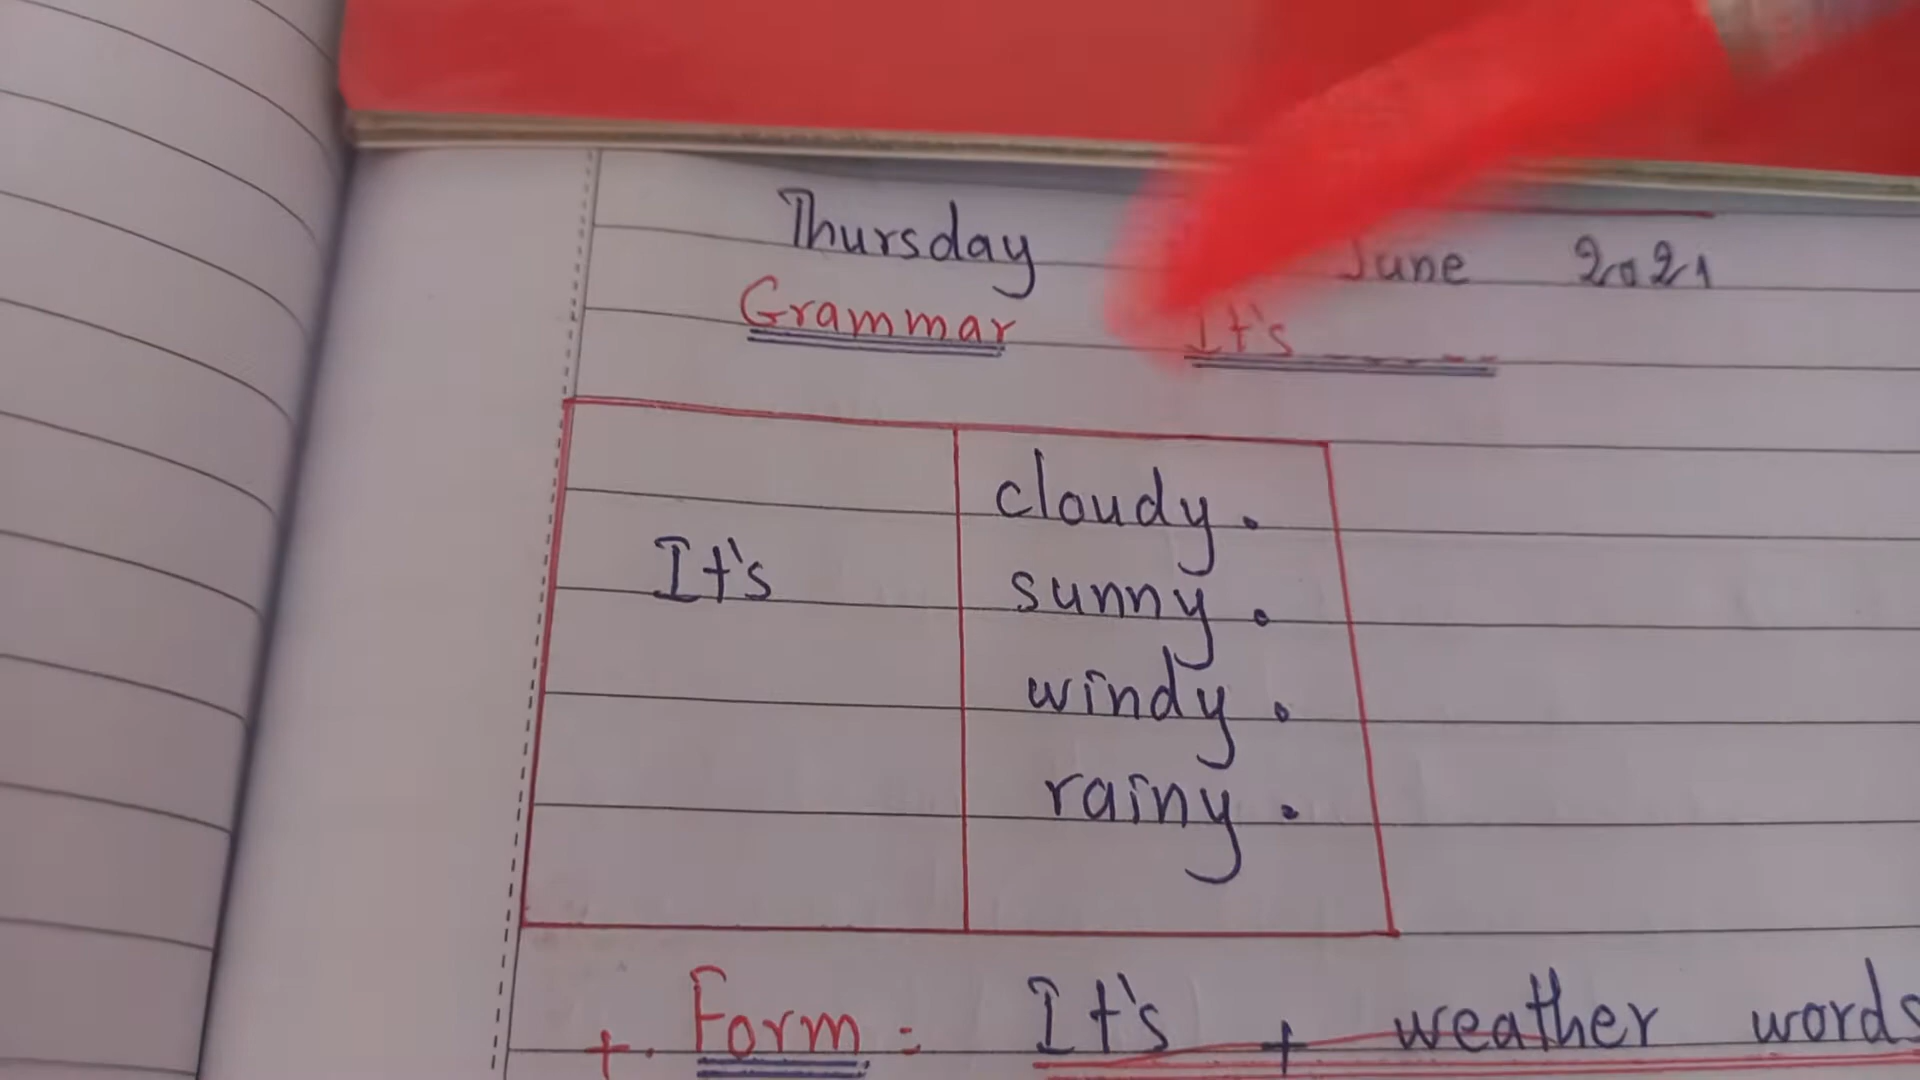 Thursday June 2021
Grammar It's _ _ _ _
cloudy.
It's
sunny.
windy.
rainy.
+. Form: It's + weather words